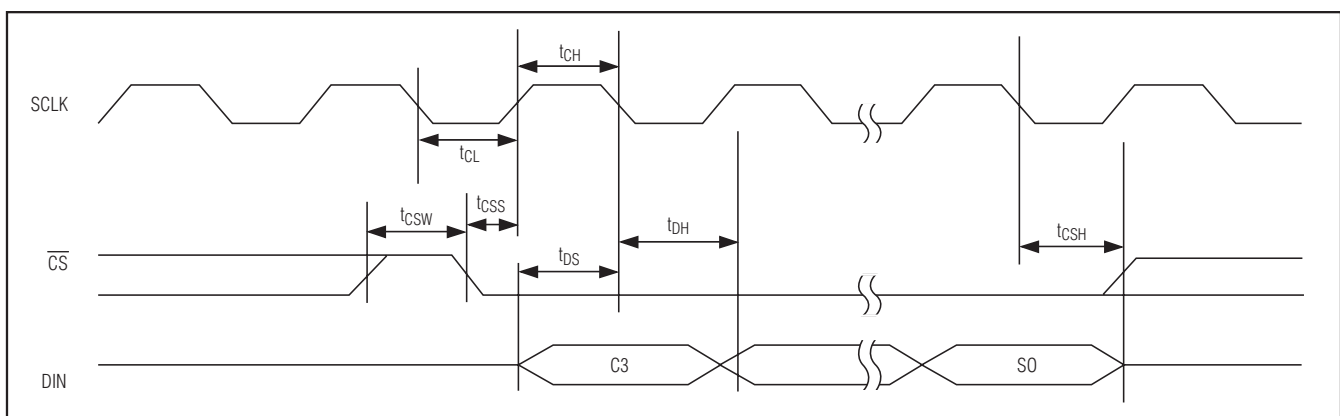 tCH
SCLK
tCL
tCSW
tCSS
tDH
tCSH
CS
tDS
C3
S0
DIN